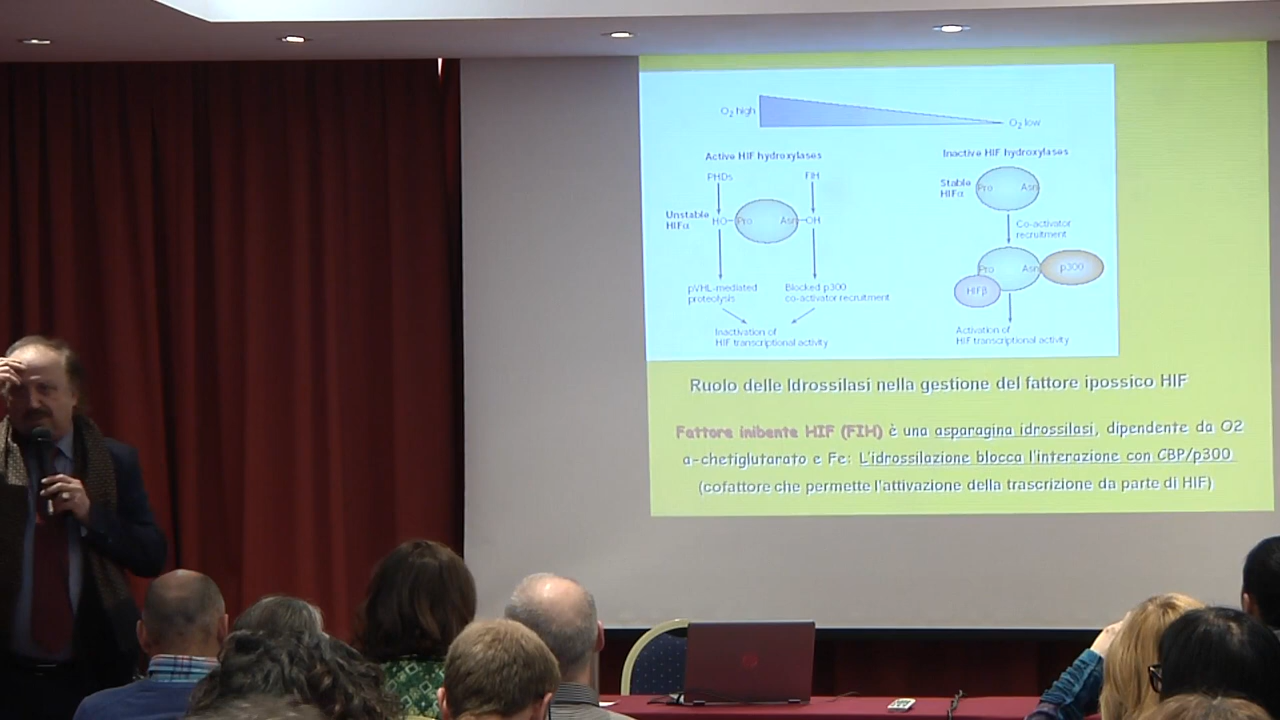 O2 high
O2 low
Active HIF hydroxylases
PHDs
FIH
Unstable
HIFα
HO
Pro
Asn
OH
pVHL-mediated
proteolysis
Blocked p300
co-activator recruitment
Inactivation of
HIF transcriptional activity
Inactive HIF hydroxylases
Stable
HIFα
Pro
Asn
Co-activator
recruitment
Pro
Asn
p300
HIFβ
Activation of
HIF transcriptional activity
Ruolo delle Idrossilasi nella gestione del fattore ipossico HIF
Fattore inibente HIF (FIH) è una asparagina idrossilasi, dipendente da O2
a-chetiglutarato e Fe: L'idrossilazione blocca l'interazione con CBP/p300
(cofattore che permette l'attivazione della trascrizione da parte di HIF)